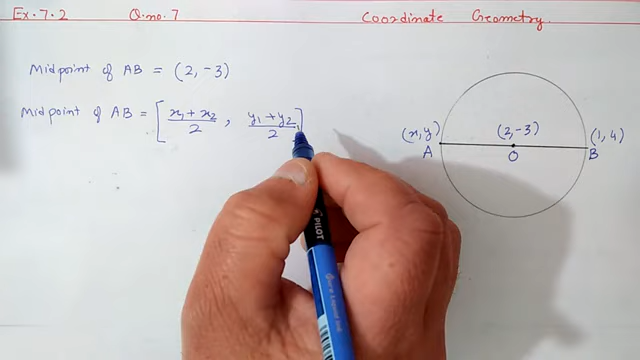 Ex. 7.2 Q.no. 7 Coordinate Geometry.
Midpoint of AB = (2, -3)
Midpoint of AB = [ x₁ + x₂ / 2 , y₁ + y₂ / 2 ]
(x, y) (2, -3) (1, 4)
A O B
PILOT